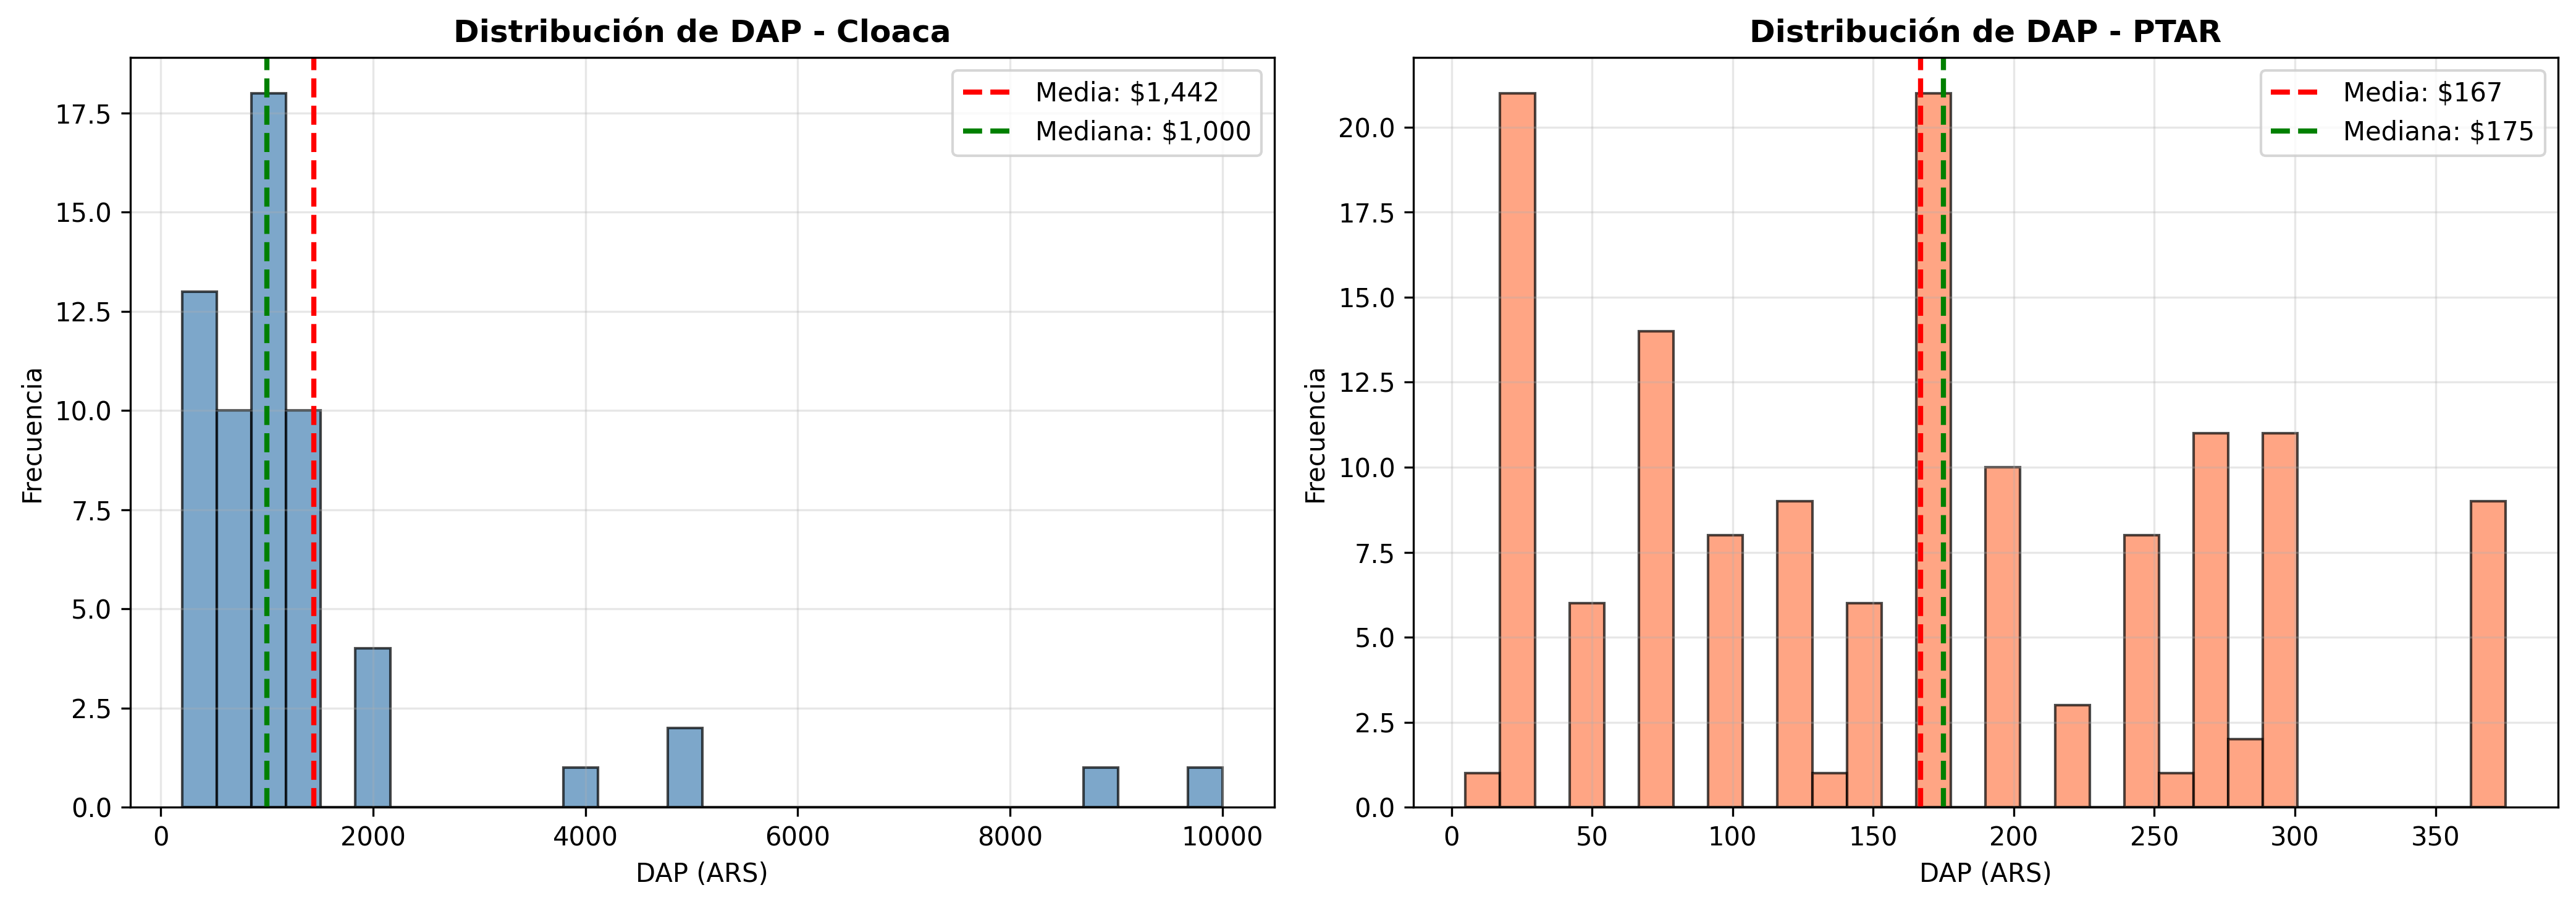 Distribución de DAP - Cloaca
Media: $1,442
Mediana: $1,000
17.5
15.0
12.5
10.0
7.5
5.0
2.5
0.0
Frecuencia
0 2000 4000 6000 8000 10000
DAP (ARS)
Distribución de DAP - PTAR
Media: $167
Mediana: $175
20.0
17.5
15.0
12.5
10.0
7.5
5.0
2.5
0.0
Frecuencia
0 50 100 150 200 250 300 350
DAP (ARS)